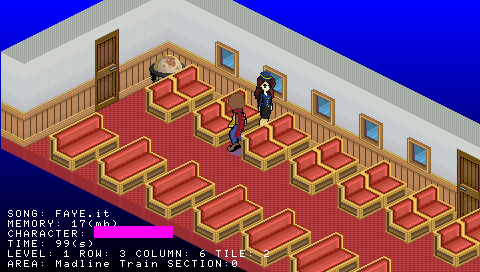 SONG: FAYE.it
MEMORY: 17(mb)
CHARACTER:
TIME: 99(s)
LEVEL: 1 ROW: 3 COLUMN: 6 TILE: 2
AREA: Madline Train SECTION:0